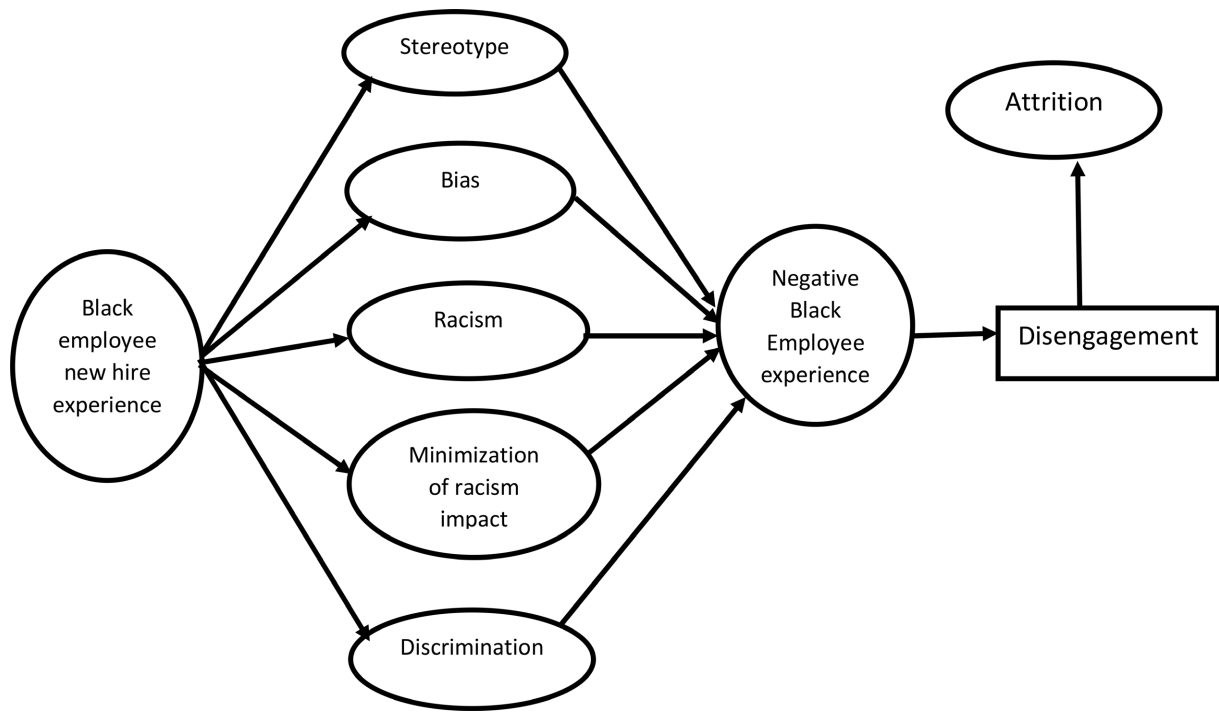 Stereotype
Attrition
Bias
Black
employee
new hire
experience
Racism
Negative
Black
Employee
experience
Disengagement
Minimization
of racism
impact
Discrimination